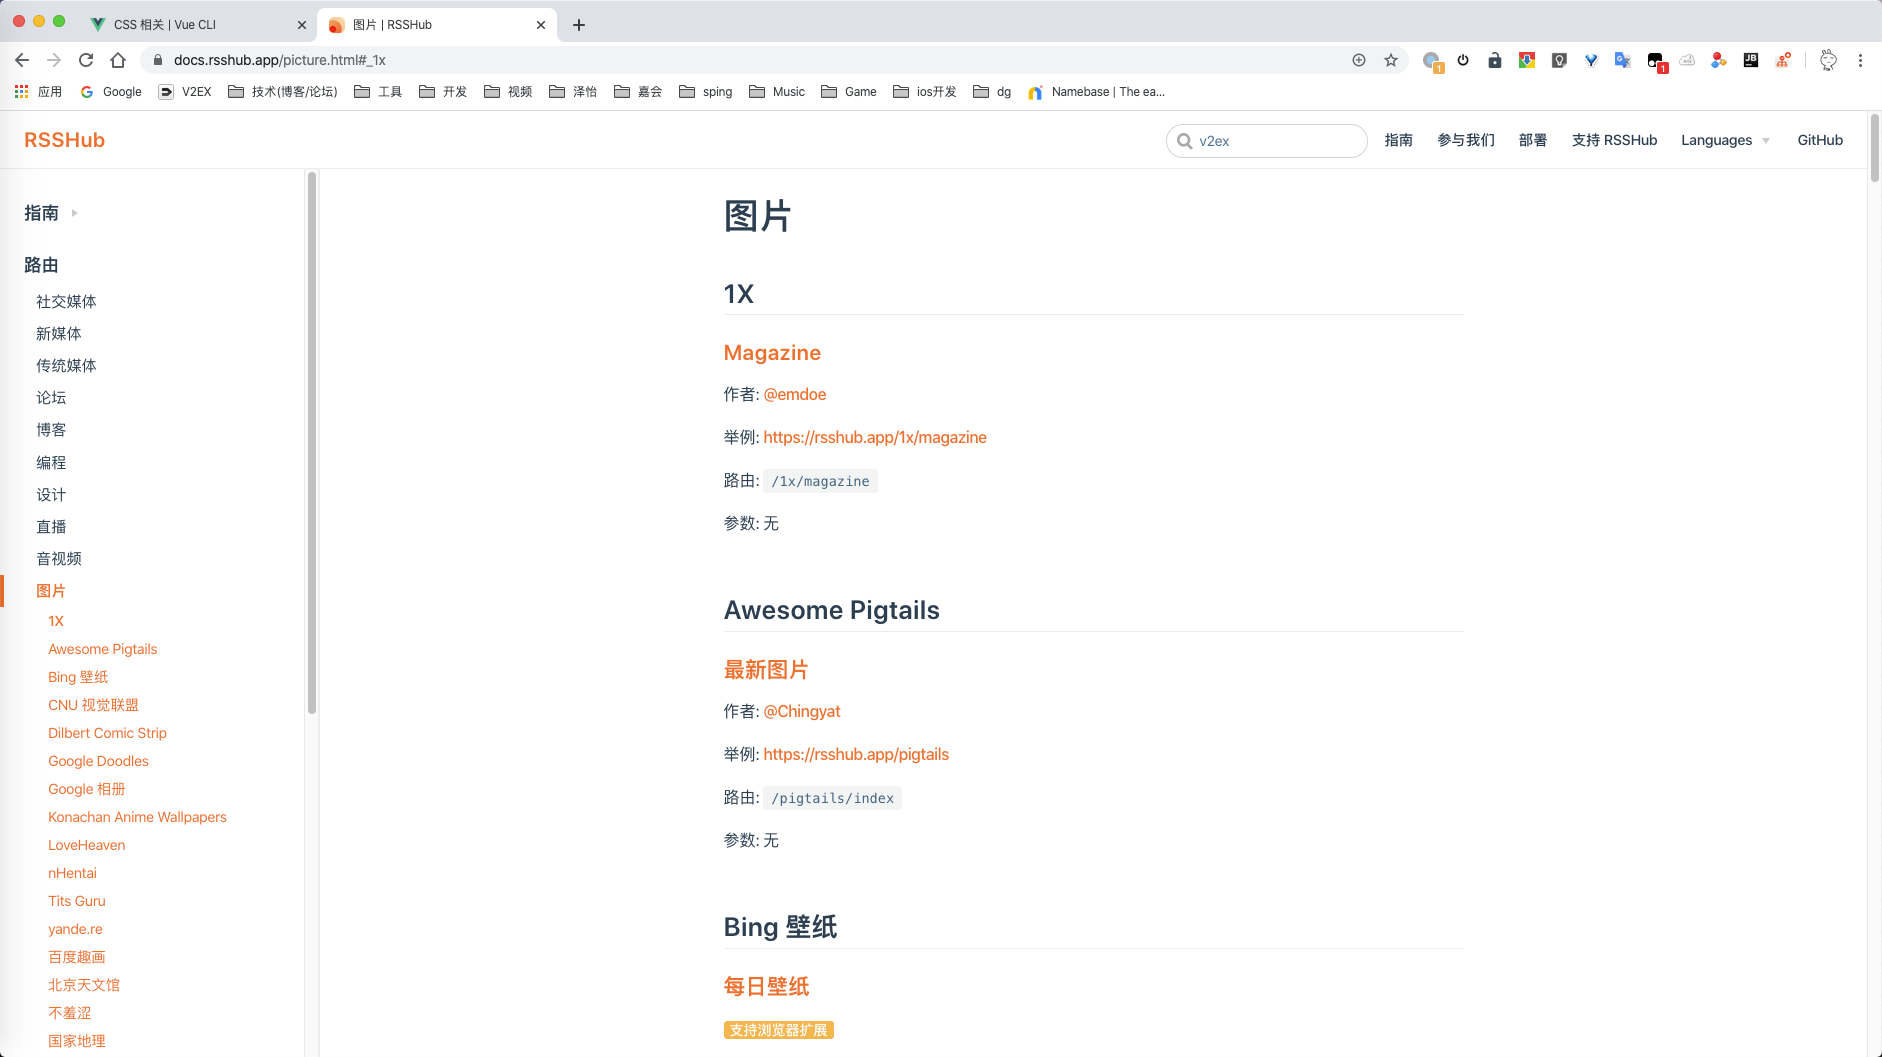 CSS 相关 | Vue CLI
图片 | RSSHub
docs.rsshub.app/picture.html#_1x
1
1
JB
应用 Google V2EX 技术(博客/论坛) 工具 开发 视频 泽怡 嘉会 sping Music Game ios开发 dg Namebase | The ea...
RSSHub
v2ex
指南 参与我们 部署 支持 RSSHub Languages GitHub
指南
路由
社交媒体
新媒体
传统媒体
论坛
博客
编程
设计
直播
音视频
图片
1X
Awesome Pigtails
Bing 壁纸
CNU 视觉联盟
Dilbert Comic Strip
Google Doodles
Google 相册
Konachan Anime Wallpapers
LoveHeaven
nHentai
Tits Guru
yande.re
百度趣画
北京天文馆
不羞涩
国家地理
图片
1X
Magazine
作者: @emdoe
举例: https://rsshub.app/1x/magazine
路由: /1x/magazine
参数: 无
Awesome Pigtails
最新图片
作者: @Chingyat
举例: https://rsshub.app/pigtails
路由: /pigtails/index
参数: 无
Bing 壁纸
每日壁纸
支持浏览器扩展